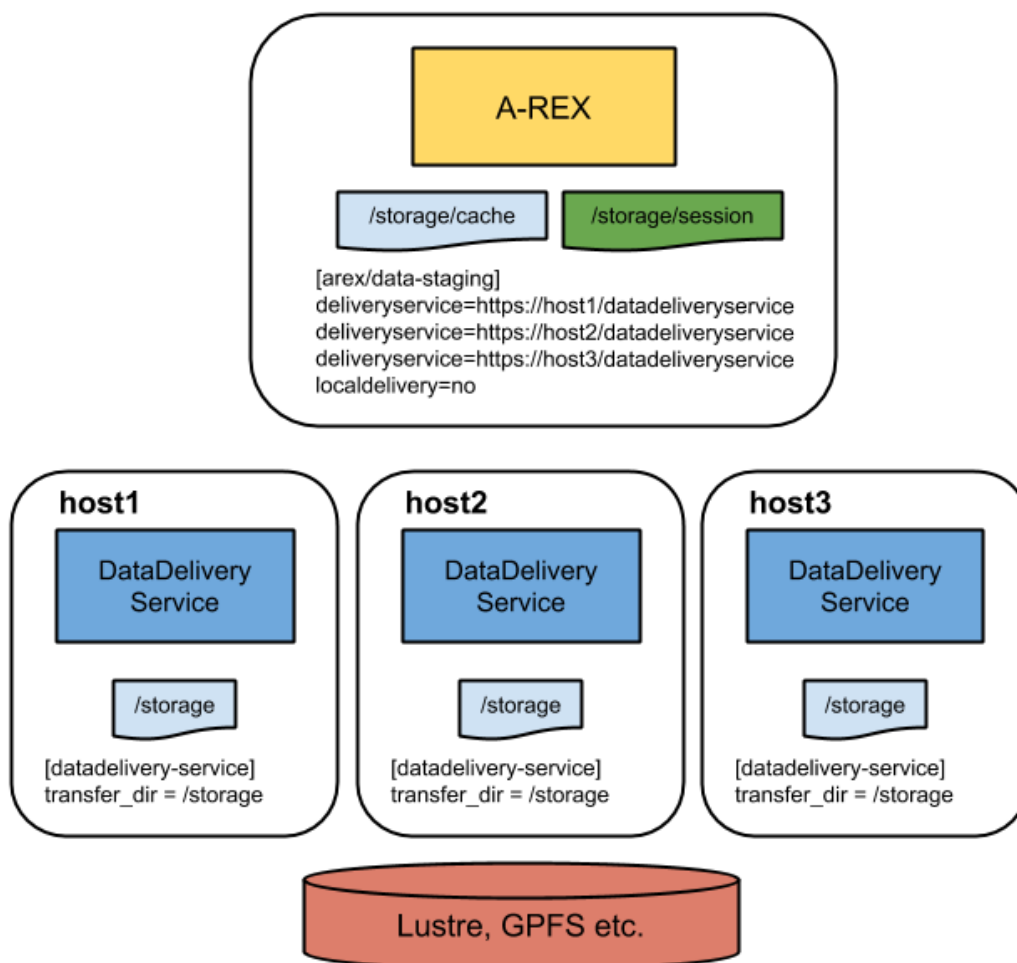 A-REX
/storage/cache
/storage/session
[arex/data-staging]
deliveryservice=https://host1/datadeliveryservice
deliveryservice=https://host2/datadeliveryservice
deliveryservice=https://host3/datadeliveryservice
localdelivery=no
host1
DataDelivery
Service
/storage
[datadelivery-service]
transfer_dir = /storage
host2
DataDelivery
Service
/storage
[datadelivery-service]
transfer_dir = /storage
host3
DataDelivery
Service
/storage
[datadelivery-service]
transfer_dir = /storage
Lustre, GPFS etc.